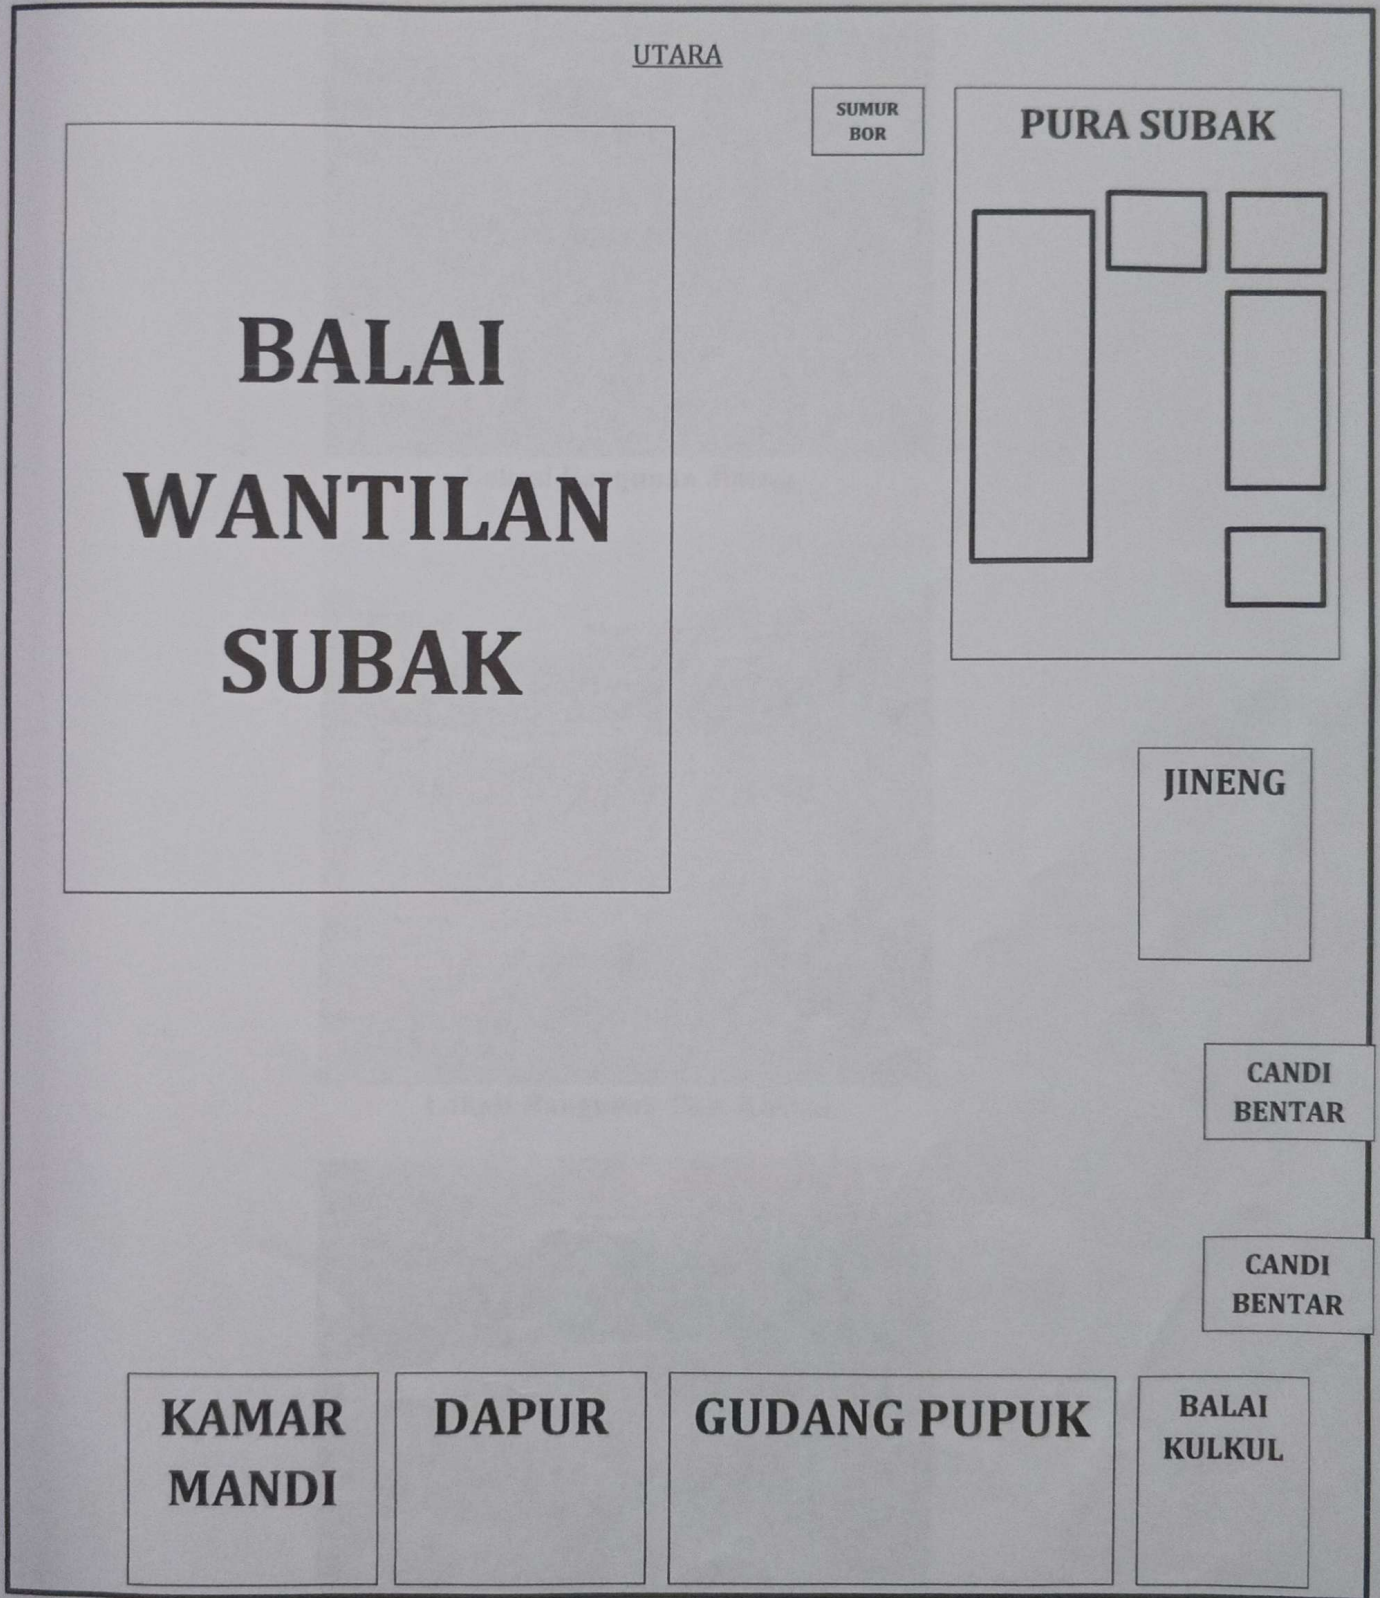 UTARA
SUMUR
BOR
PURA SUBAK
BALAI
WANTILAN
SUBAK
JINENG
CANDI
BENTAR
CANDI
BENTAR
KAMAR
MANDI
DAPUR
GUDANG PUPUK
BALAI
KULKUL